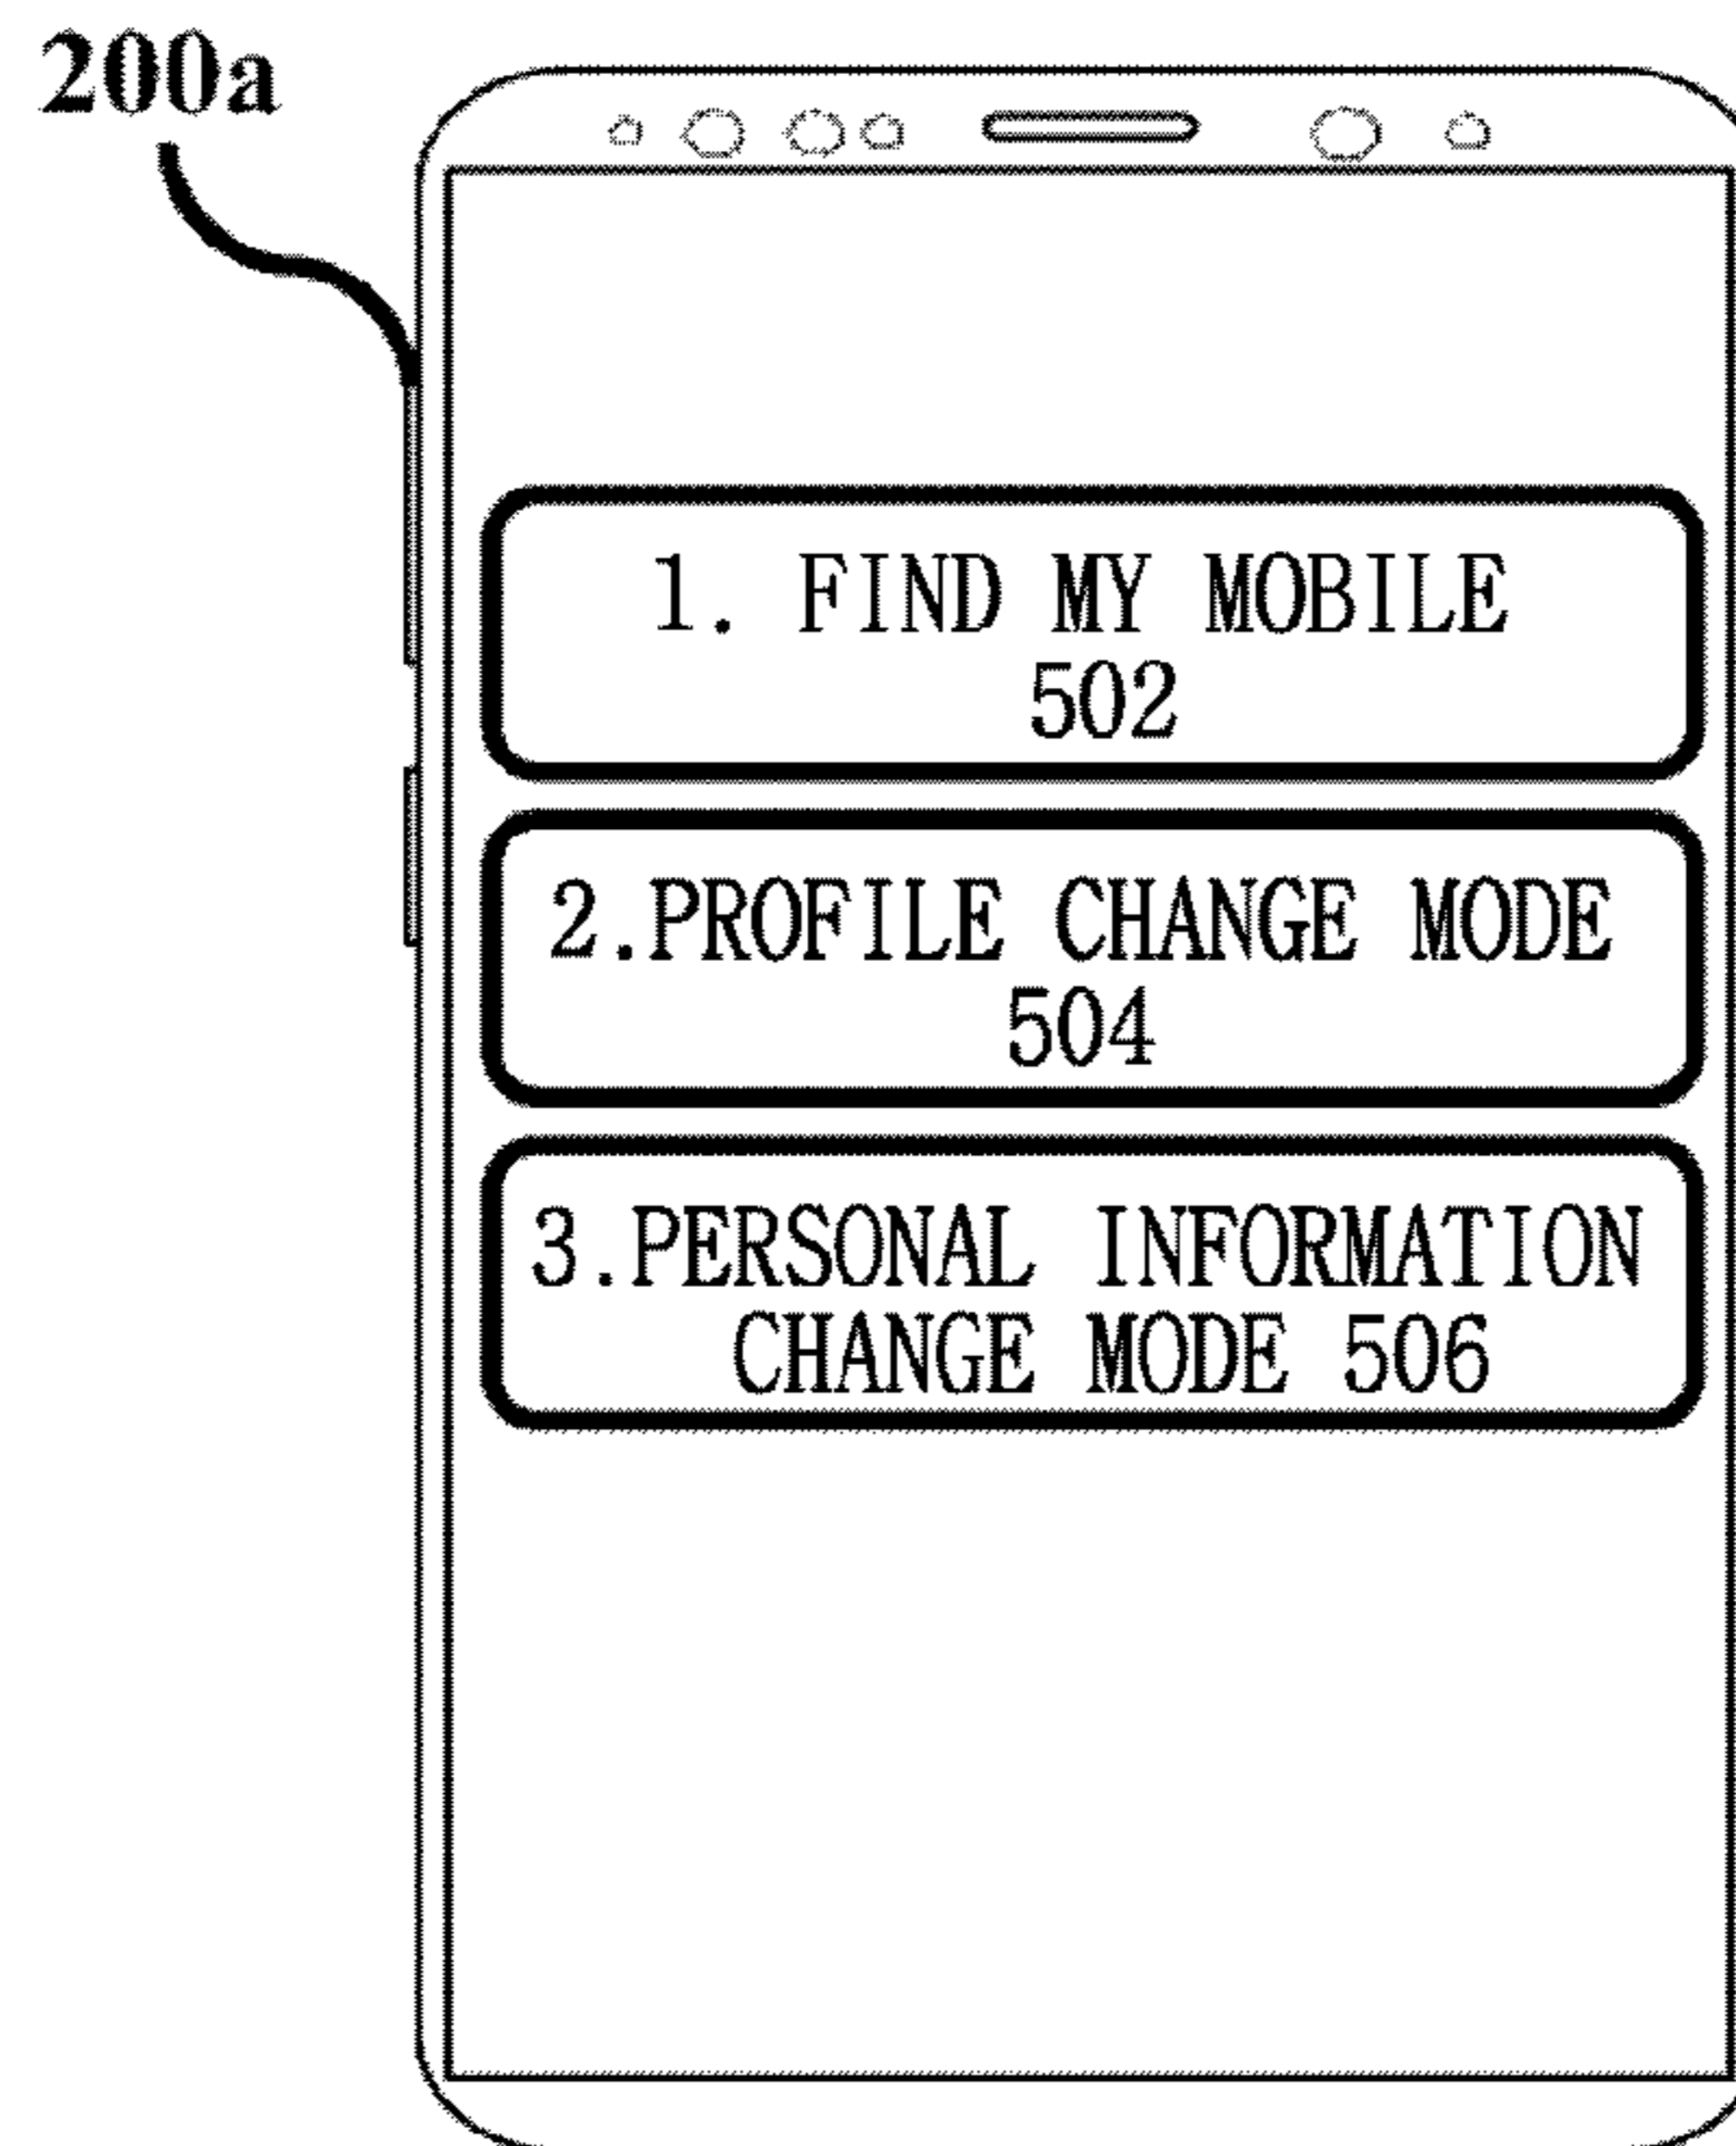 200a
1. FIND MY MOBILE
502
2.PROFILE CHANGE MODE
504
3.PERSONAL INFORMATION
CHANGE MODE 506